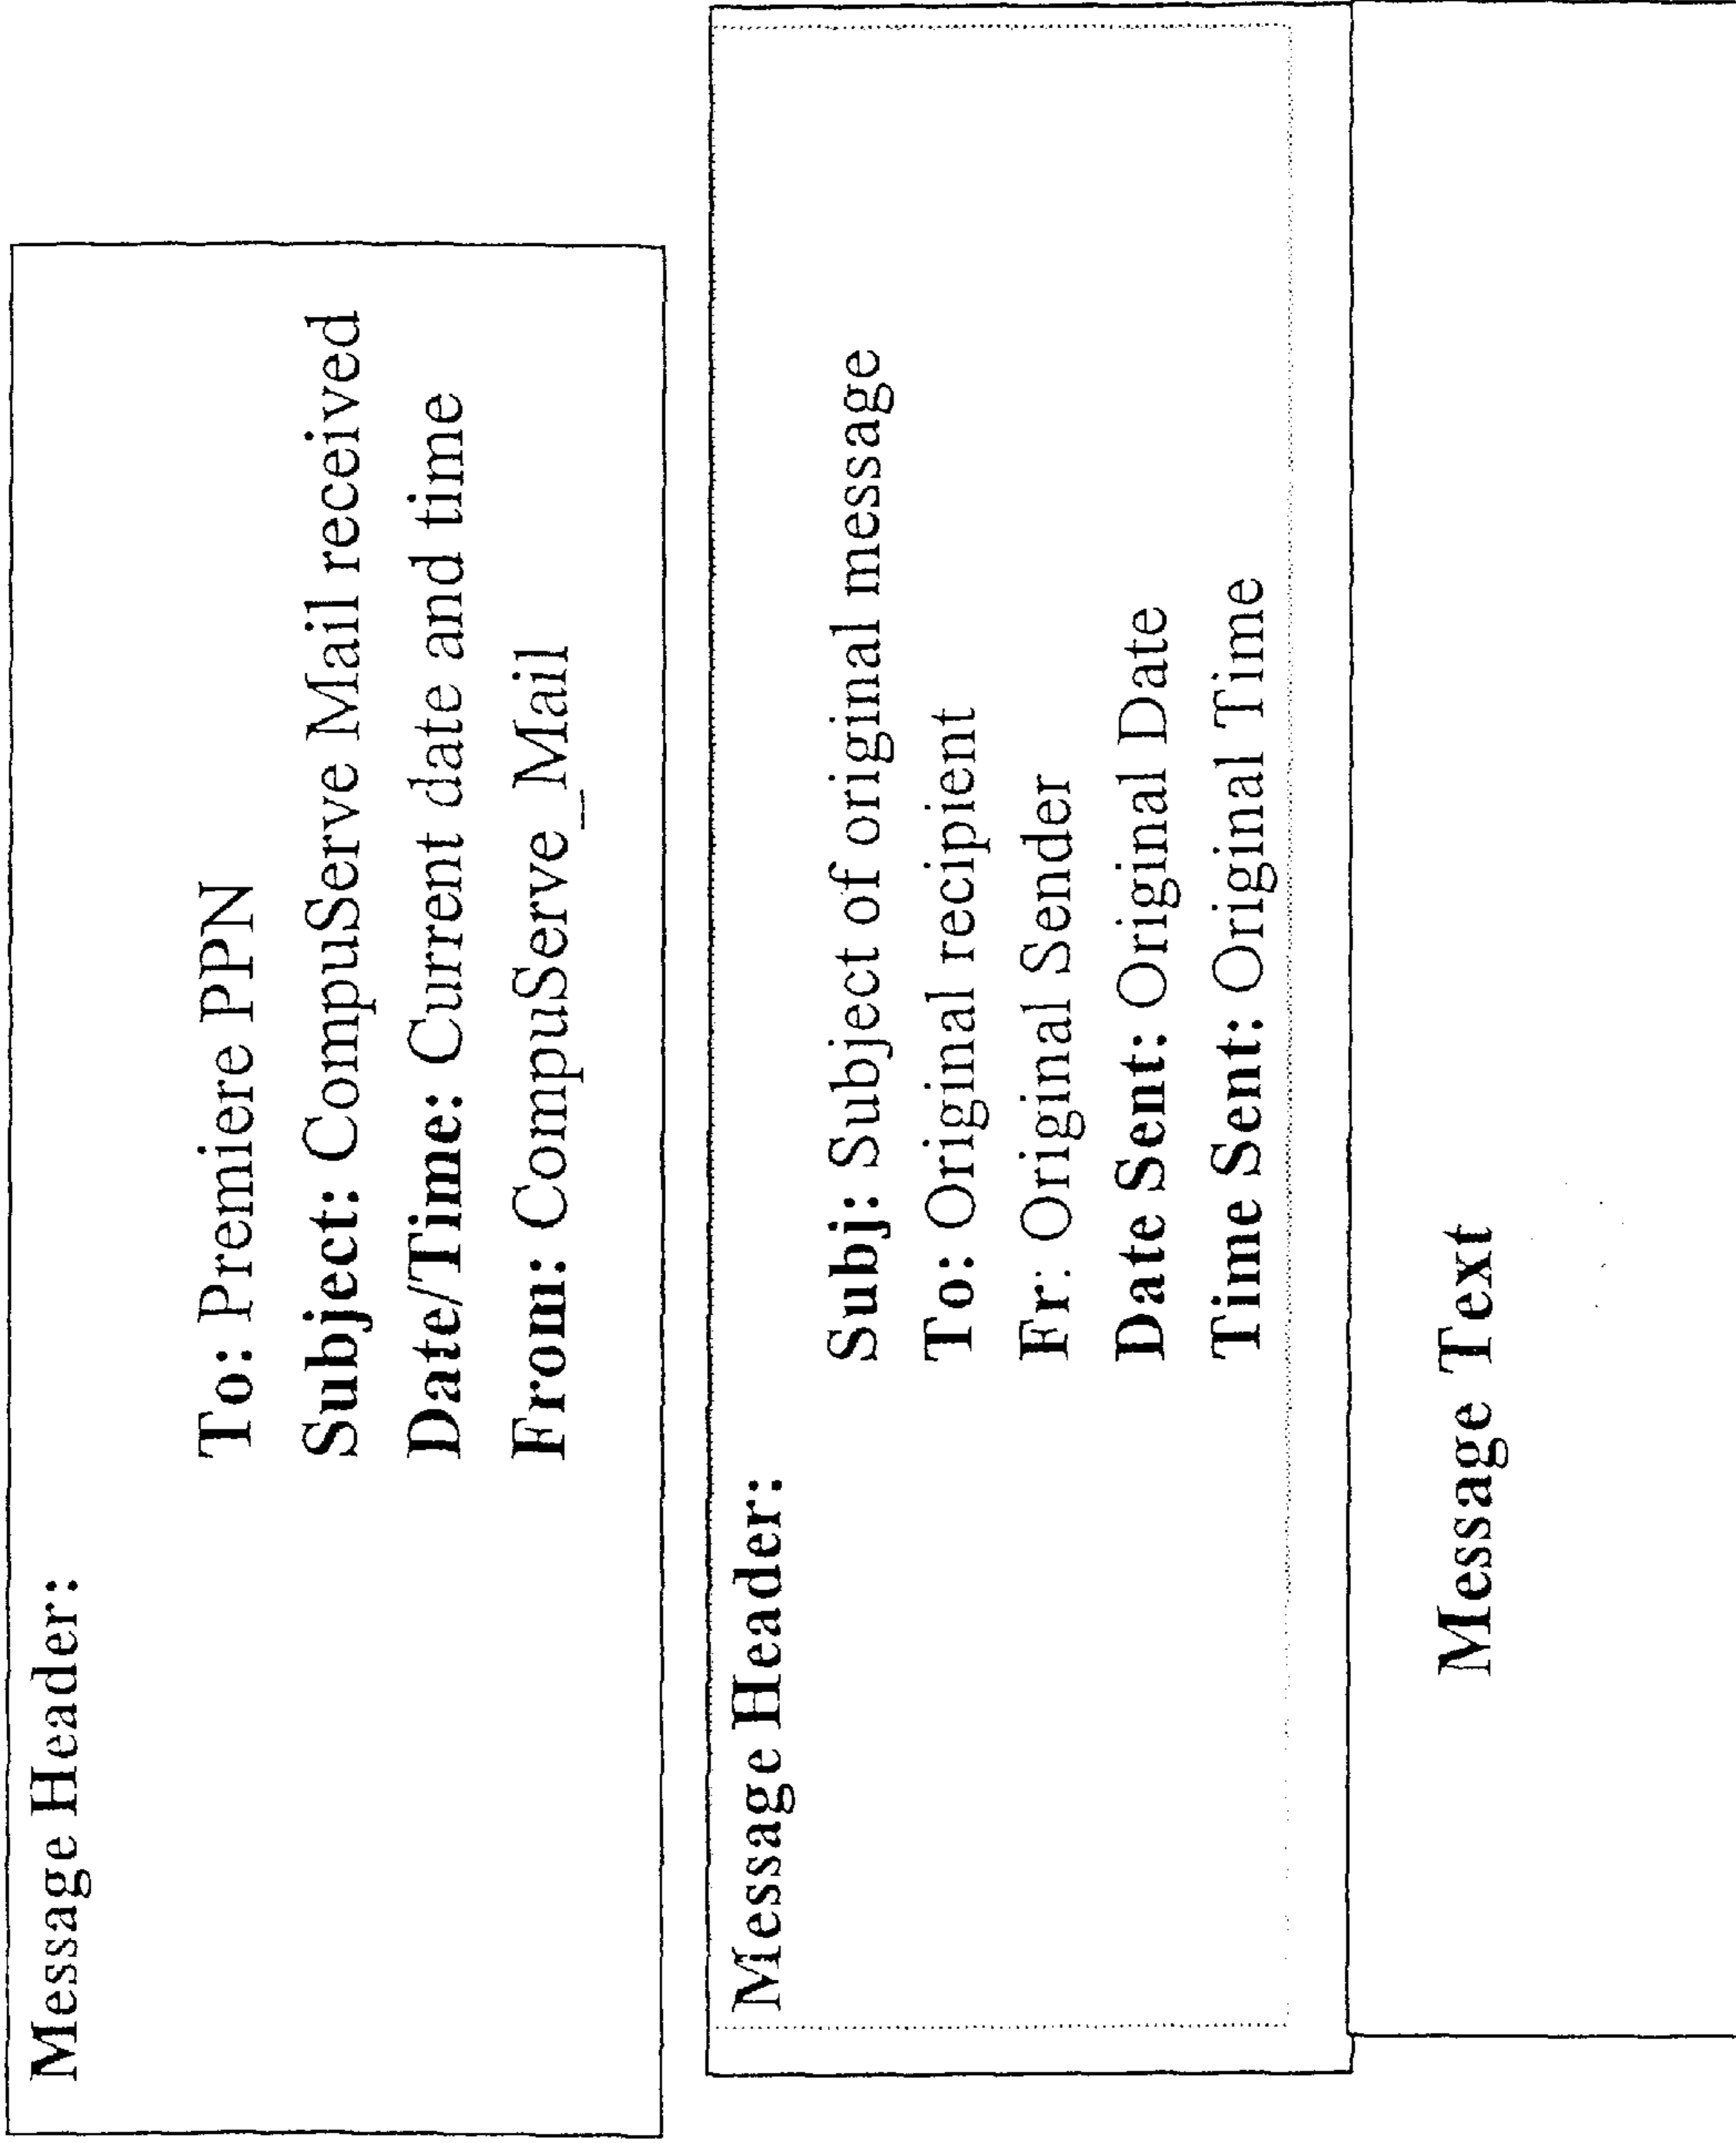 Message Header:
To: Premiere PPN
Subject: CompuServe Mail received
Date/Time: Current date and time
From: CompuServe_Mail
Message Header:
Subj: Subject of original message
To: Original recipient
Fr: Original Sender
Date Sent: Original Date
Time Sent: Original Time
Message Text